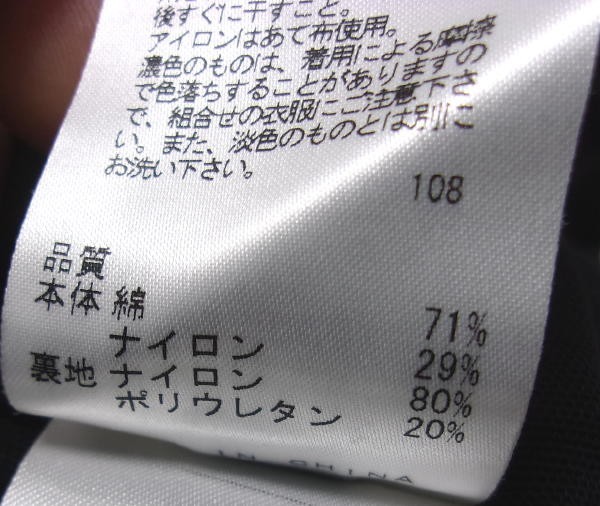 後すぐに干すこと。
アイロンはあて布使用。
濃色のものは、着用による摩擦
で色落ちすることがありますの
で、組合せの衣服にご注意下さ
い。また、淡色のものとは別に
お洗い下さい。
108
品質
本体 綿 71%
ナイロン 29%
裏地 ナイロン 80%
ポリウレタン 20%
IN CHINA